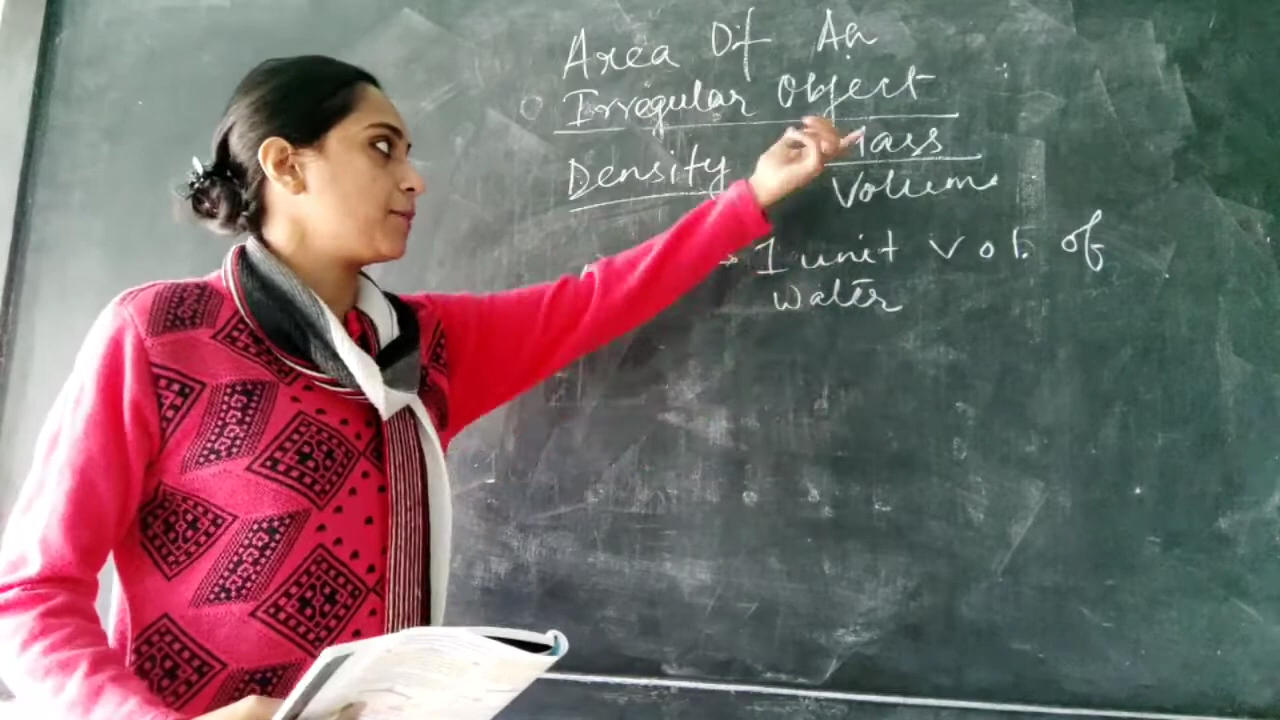 Area Of An
Irregular Object
Density Mass
Volume
→ 1 unit vol. of
water